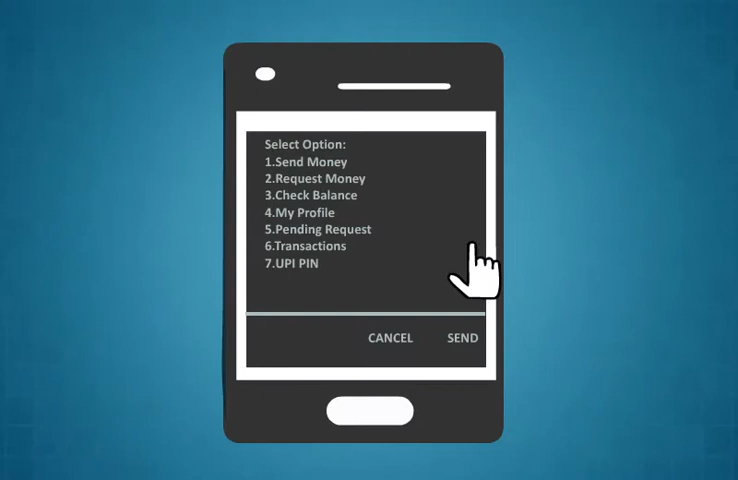 Select Option:
1.Send Money
2.Request Money
3.Check Balance
4.My Profile
5.Pending Request
6.Transactions
7.UPI PIN
CANCEL SEND